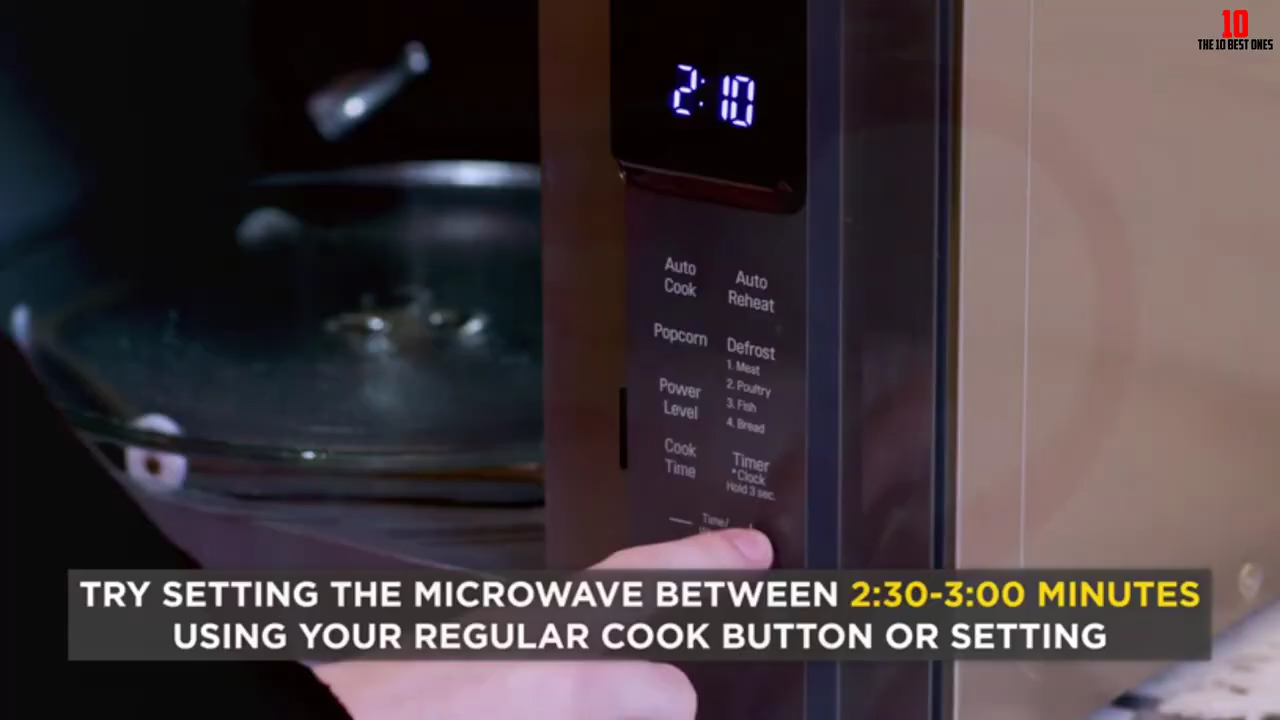 10
THE 10 BEST ONES
2:10
Auto
Cook
Auto
Reheat
Popcorn
Defrost
1. Meat
2. Poultry
3. Fish
4. Bread
Power
Level
Cook
Time
Timer
*Clock
Hold 3 sec.
Time/
TRY SETTING THE MICROWAVE BETWEEN 2:30-3:00 MINUTES
USING YOUR REGULAR COOK BUTTON OR SETTING